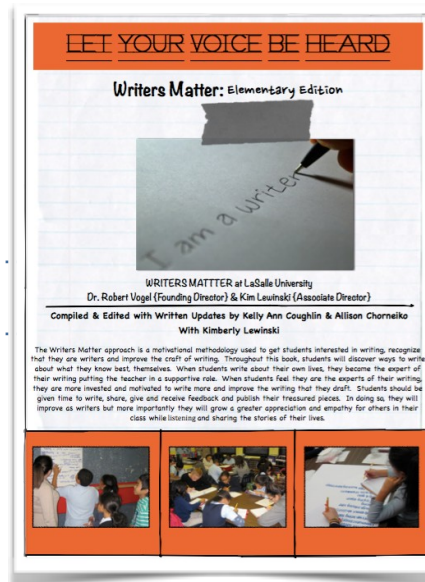 LET YOUR VOICE BE HEARD
Writers Matter: Elementary Edition
I am a writer
WRITERS MATTTER at LaSalle University
Dr. Robert Vogel {Founding Director} & Kim Lewinski {Associate Director}
Compiled & Edited with Written Updates by Kelly Ann Coughlin & Allison Chorneiko
With Kimberly Lewinski
The Writers Matter approach is a motivational methodology used to get students interested in writing, recognize
that they are writers and improve the craft of writing. Throughout this book, students will discover ways to write
about what they know best, themselves. When students write about their own lives, they become the expert of
their writing putting the teacher in a supportive role. When students feel they are the experts of their writing,
they are more invested and motivated to write more and improve the writing that they draft. Students should be
given time to write, share, give and receive feedback and publish their treasured pieces. In doing so, they will
improve as writers but more importantly they will grow a greater appreciation and empathy for others in their
class while listening and sharing the stories of their lives.